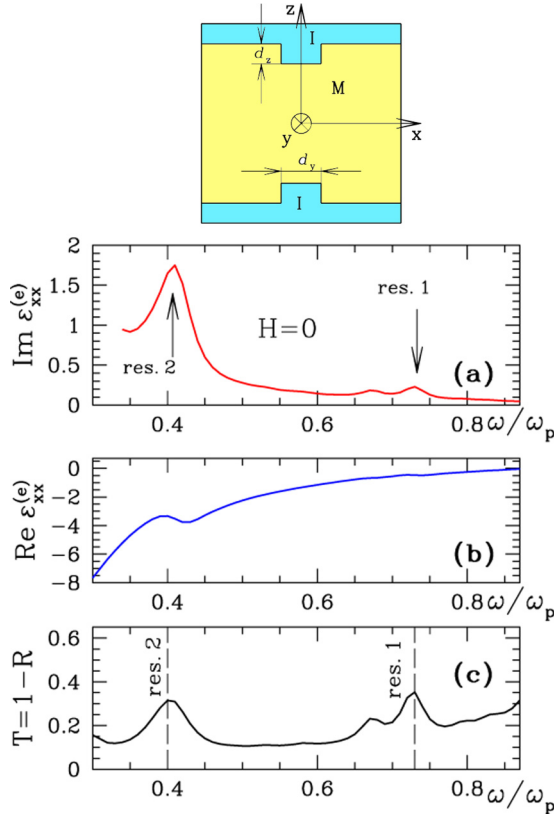 z
I
d_z
M
y
x
d_y
I
Im ε_xx^(e)
2
1.5
1
0.5
0
res. 2
H=0
res. 1
(a)
0.4
0.6
0.8
ω/ω_p
Re ε_xx^(e)
0
−2
−4
−6
−8
(b)
0.4
0.6
0.8
ω/ω_p
T=1−R
0.6
0.4
0.2
0
res. 2
res. 1
(c)
0.4
0.6
0.8
ω/ω_p